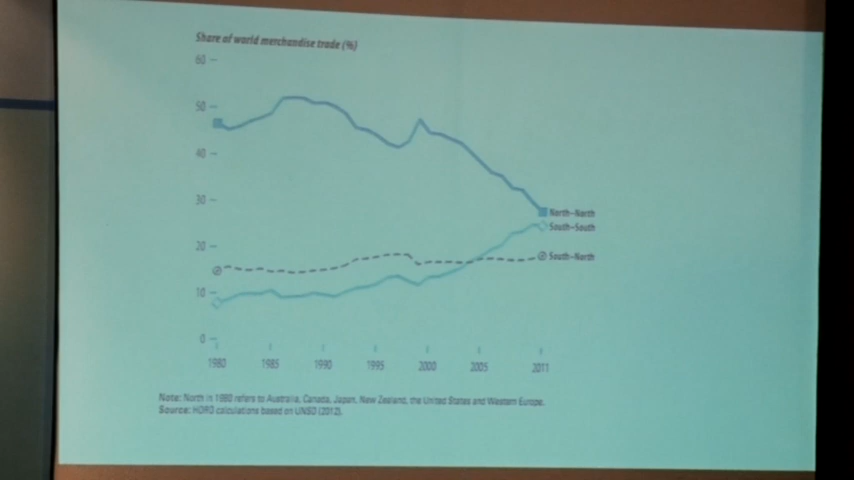 Share of world merchandise trade (%)
60
50
40
30
20
10
0
North–North
South–South
South–North
1980 1985 1990 1995 2000 2005 2011
Note: North in 1980 refers to Australia, Canada, Japan, New Zealand, the United States and Western Europe.
Source: HDRO calculations based on UNSD (2012).